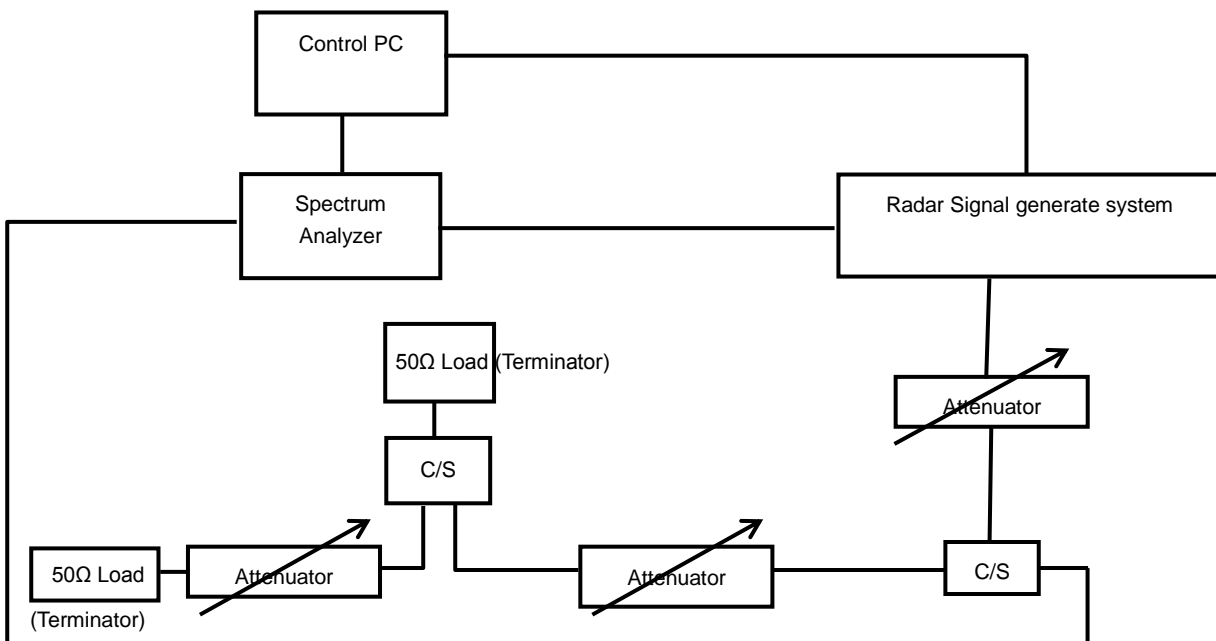 Control PC
Spectrum
Analyzer
Radar Signal generate system
50Ω Load (Terminator)
Attenuator
C/S
50Ω Load
(Terminator)
Attenuator
Attenuator
C/S